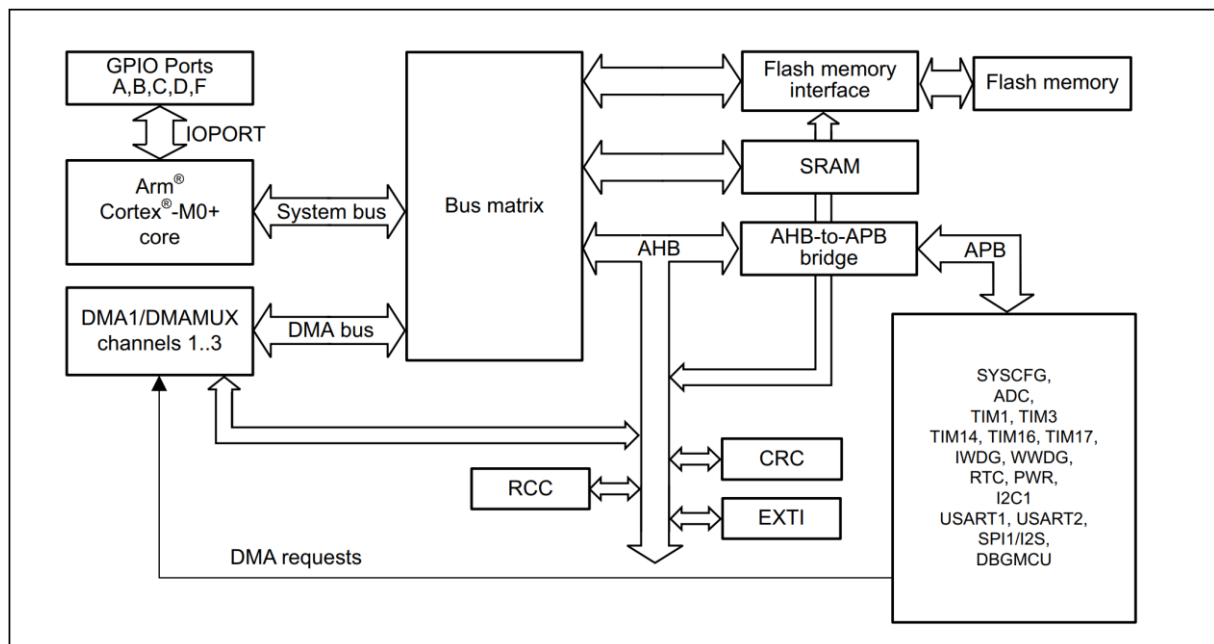 GPIO Ports
A,B,C,D,F
IOPORT
Arm®
Cortex®-M0+
core
System bus
DMA1/DMAMUX
channels 1..3
DMA bus
Bus matrix
Flash memory
interface
Flash memory
SRAM
AHB
AHB-to-APB
bridge
APB
SYSCFG,
ADC,
TIM1, TIM3
TIM14, TIM16, TIM17,
IWDG, WWDG,
RTC, PWR,
I2C1
USART1, USART2,
SPI1/I2S,
DBGMCU
CRC
RCC
EXTI
DMA requests